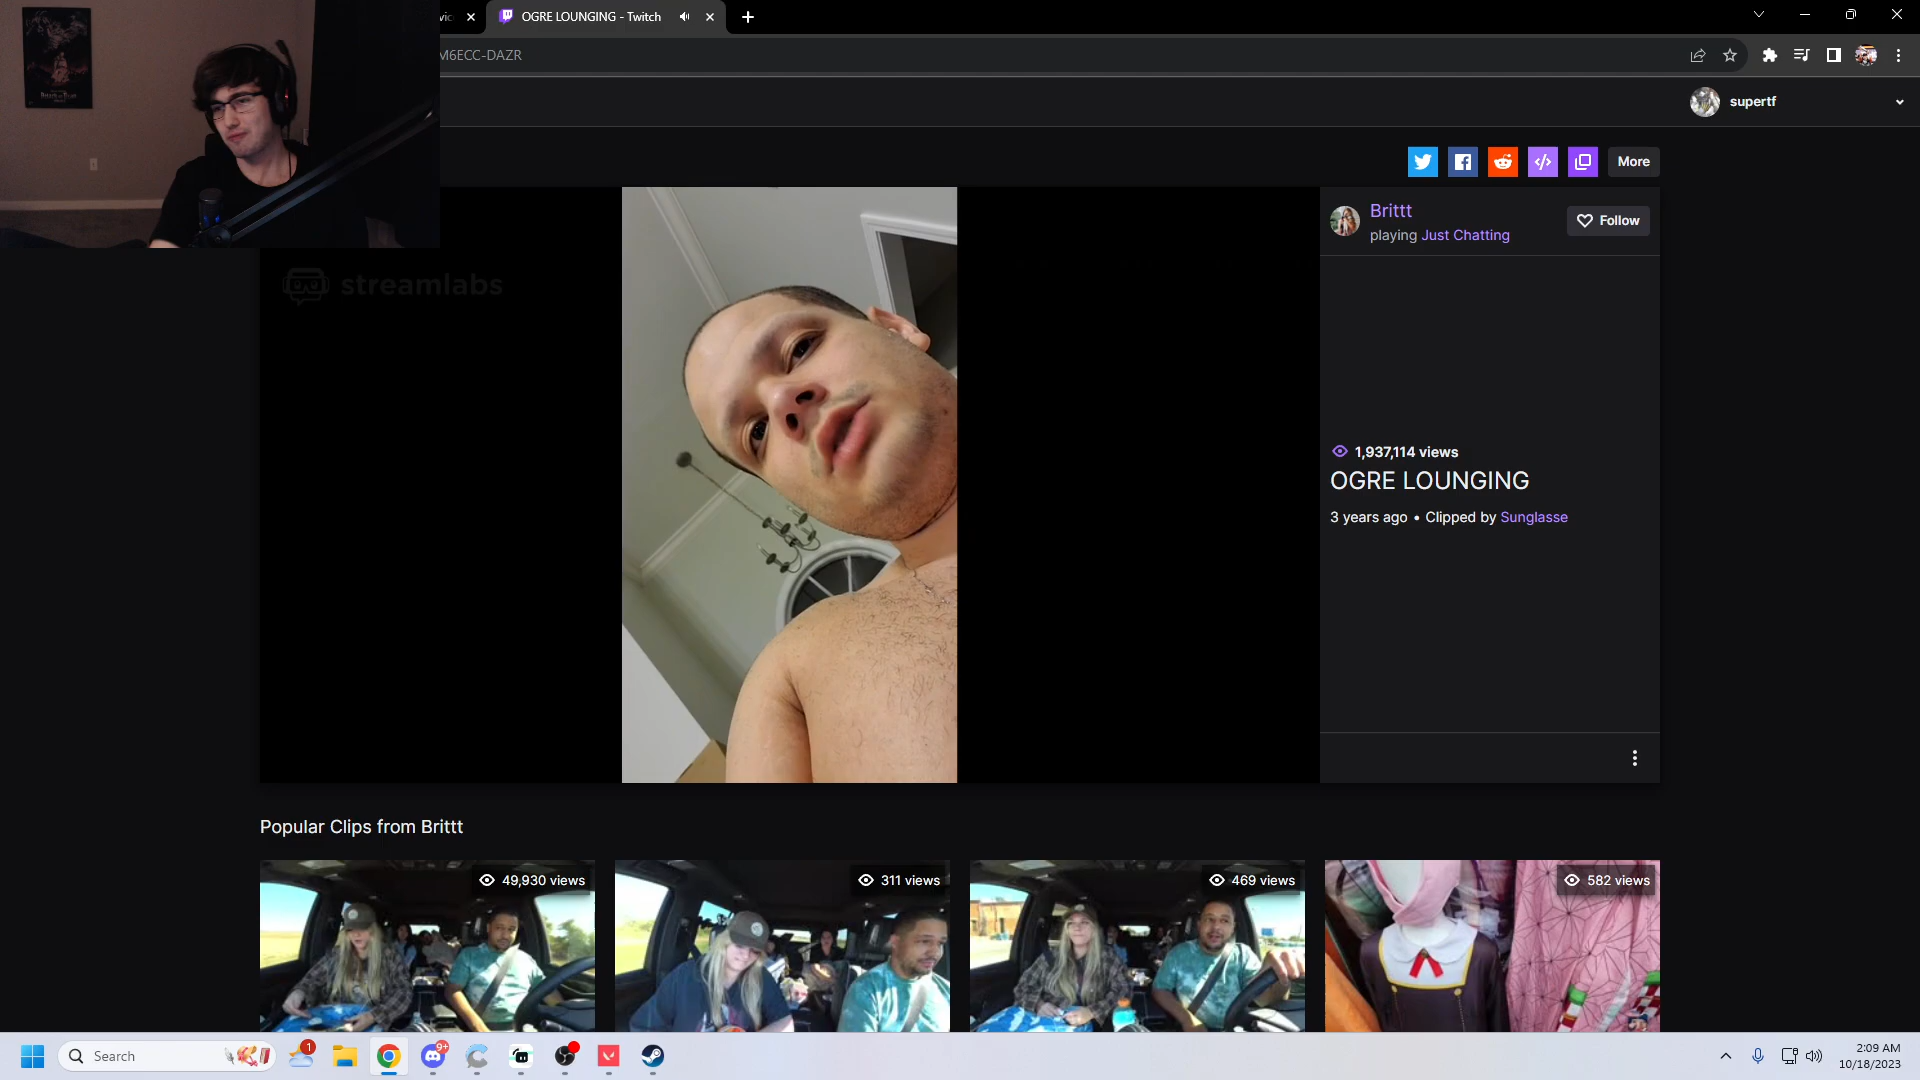 OGRE LOUNGING - Twitch
M6ECC-DAZR
supertf
More
Brittt
playing Just Chatting
Follow
streamlabs
1,937,114 views
OGRE LOUNGING
3 years ago • Clipped by Sunglasse
Popular Clips from Brittt
49,930 views
311 views
469 views
582 views
Search
1
9+
2:09 AM
10/18/2023